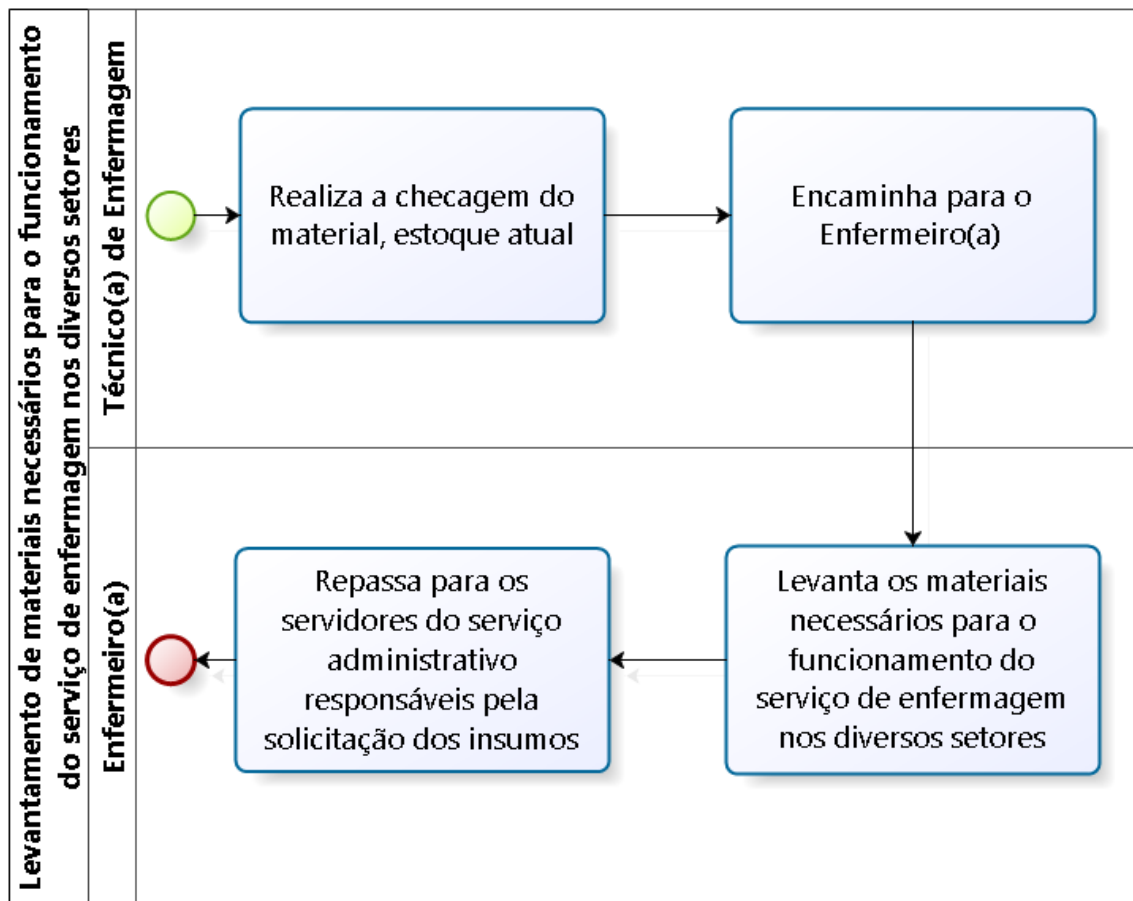 Levantamento de materiais necessários para o funcionamento
do serviço de enfermagem nos diversos setores
Técnico(a) de Enfermagem
Realiza a checagem do
material, estoque atual
Encaminha para o
Enfermeiro(a)
Enfermeiro(a)
Repassa para os
servidores do serviço
administrativo
responsáveis pela
solicitação dos insumos
Levanta os materiais
necessários para o
funcionamento do
serviço de enfermagem
nos diversos setores